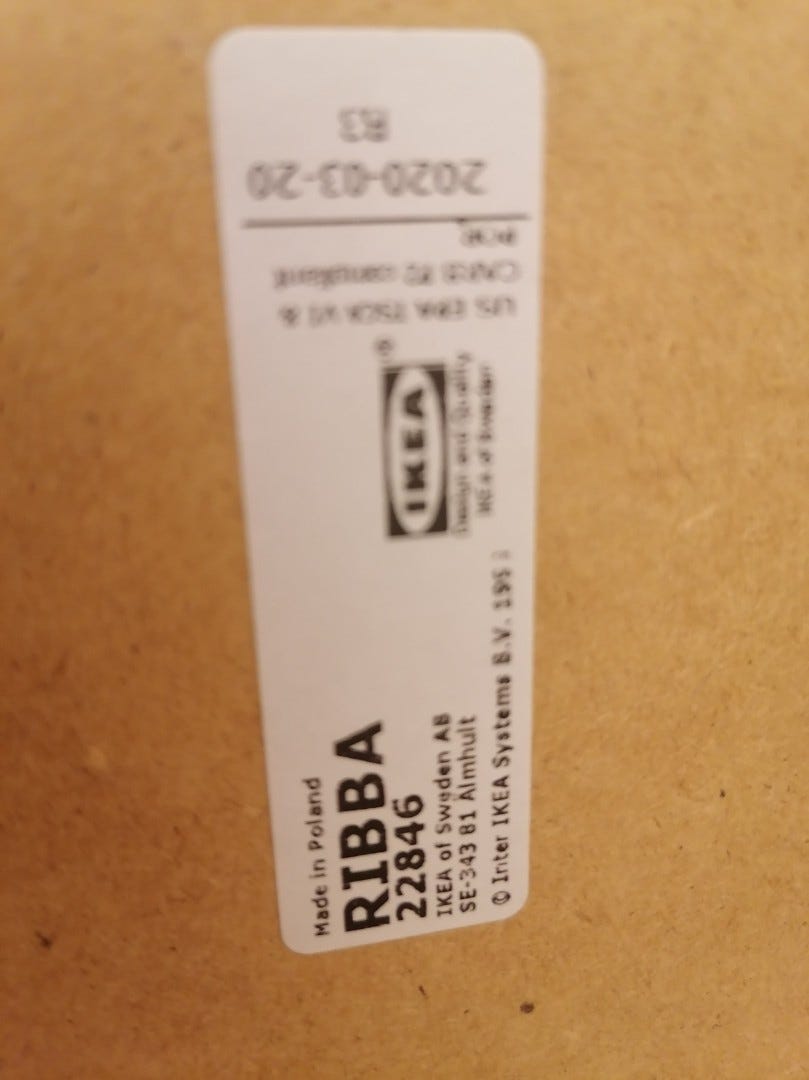 Made in Poland
RIBBA
22846
IKEA of Sweden AB
SE-343 81 Älmhult
© Inter IKEA Systems B.V. 199
IKEA
®
Design and Quality
IKEA of Sweden
US EPA TSCA VI &
CARB P2 compliant
2020-03-20